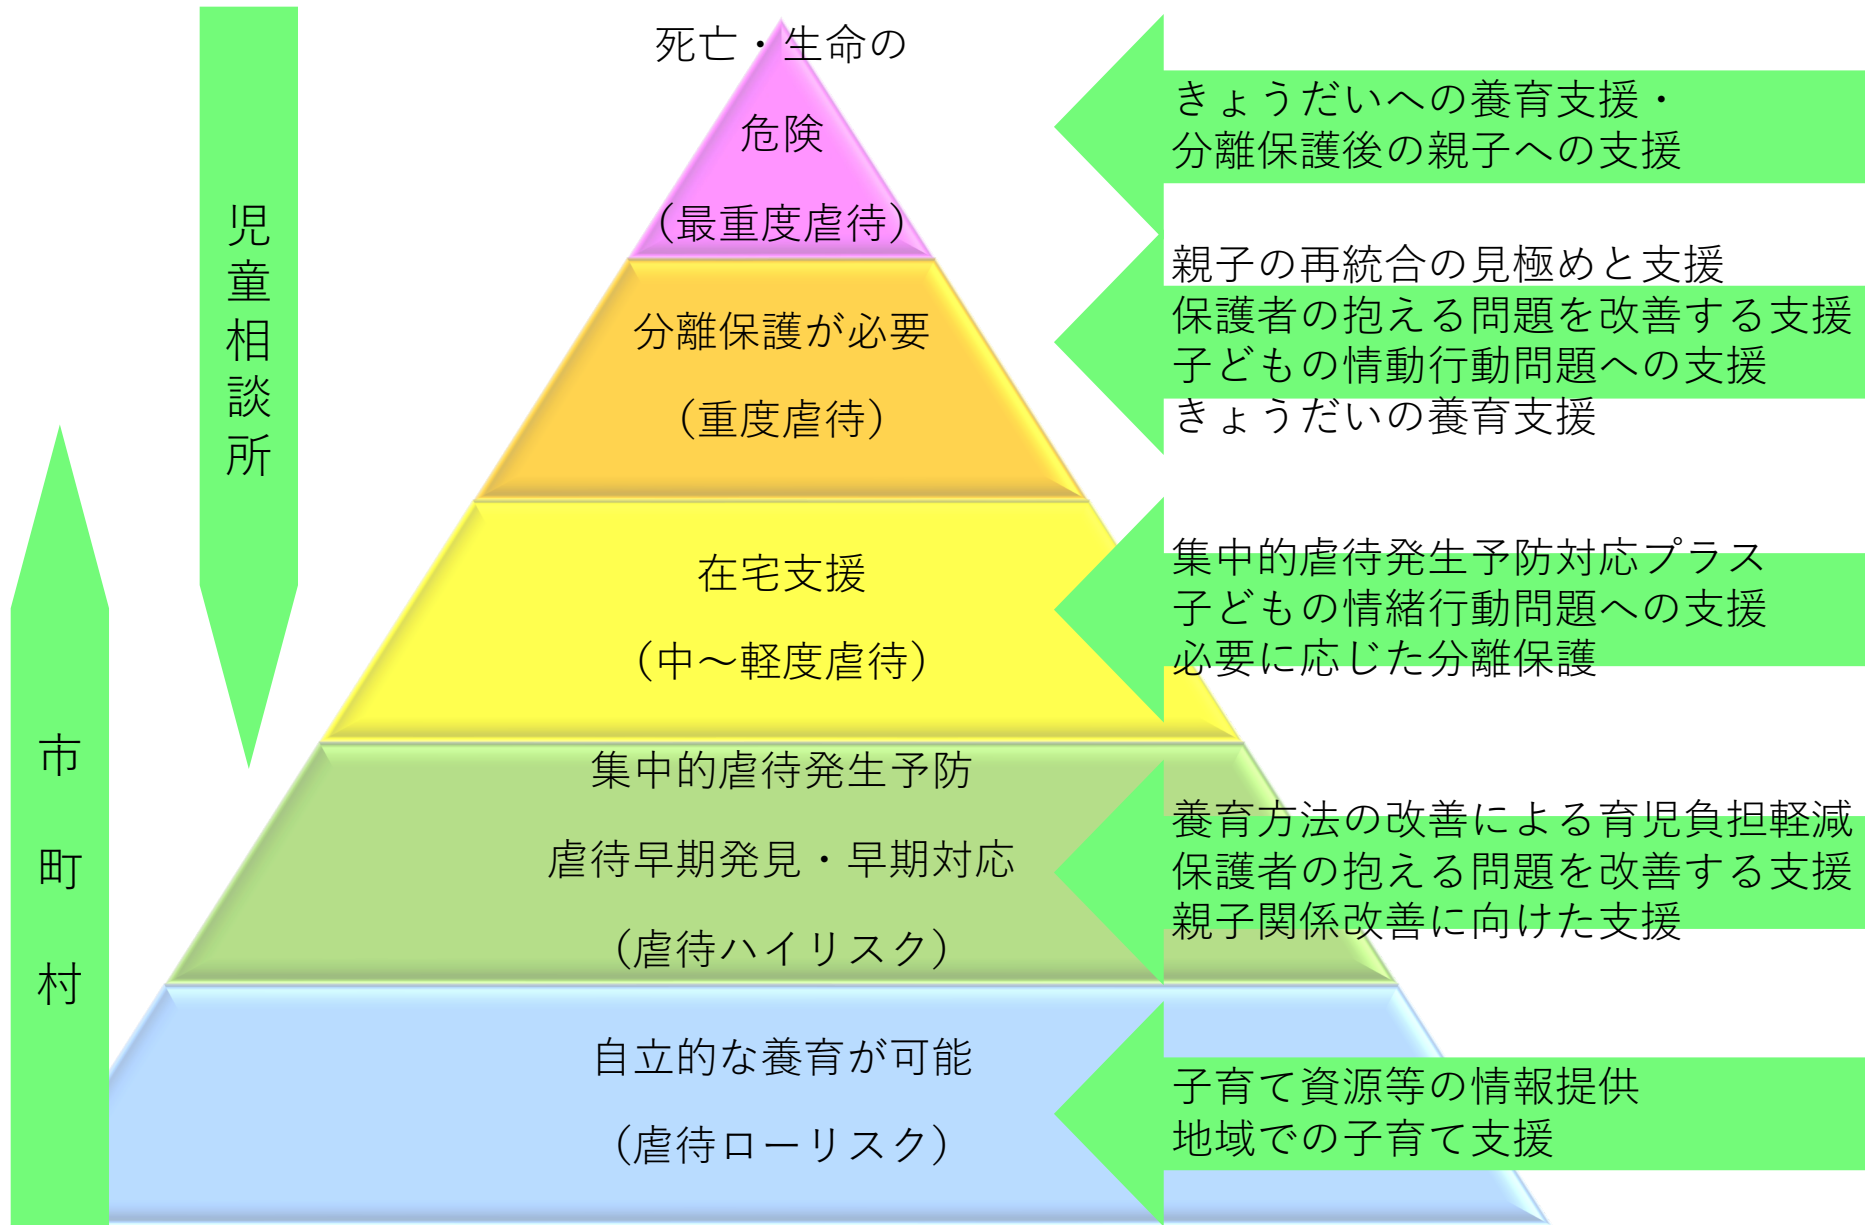 死亡・生命の
危険
（最重度虐待）
分離保護が必要
（重度虐待）
在宅支援
（中～軽度虐待）
集中的虐待発生予防
虐待早期発見・早期対応
（虐待ハイリスク）
自立的な養育が可能
（虐待ローリスク）
児童相談所
市町村
きょうだいへの養育支援・
分離保護後の親子への支援
親子の再統合の見極めと支援
保護者の抱える問題を改善する支援
子どもの情動行動問題への支援
きょうだいの養育支援
集中的虐待発生予防対応プラス
子どもの情緒行動問題への支援
必要に応じた分離保護
養育方法の改善による育児負担軽減
保護者の抱える問題を改善する支援
親子関係改善に向けた支援
子育て資源等の情報提供
地域での子育て支援